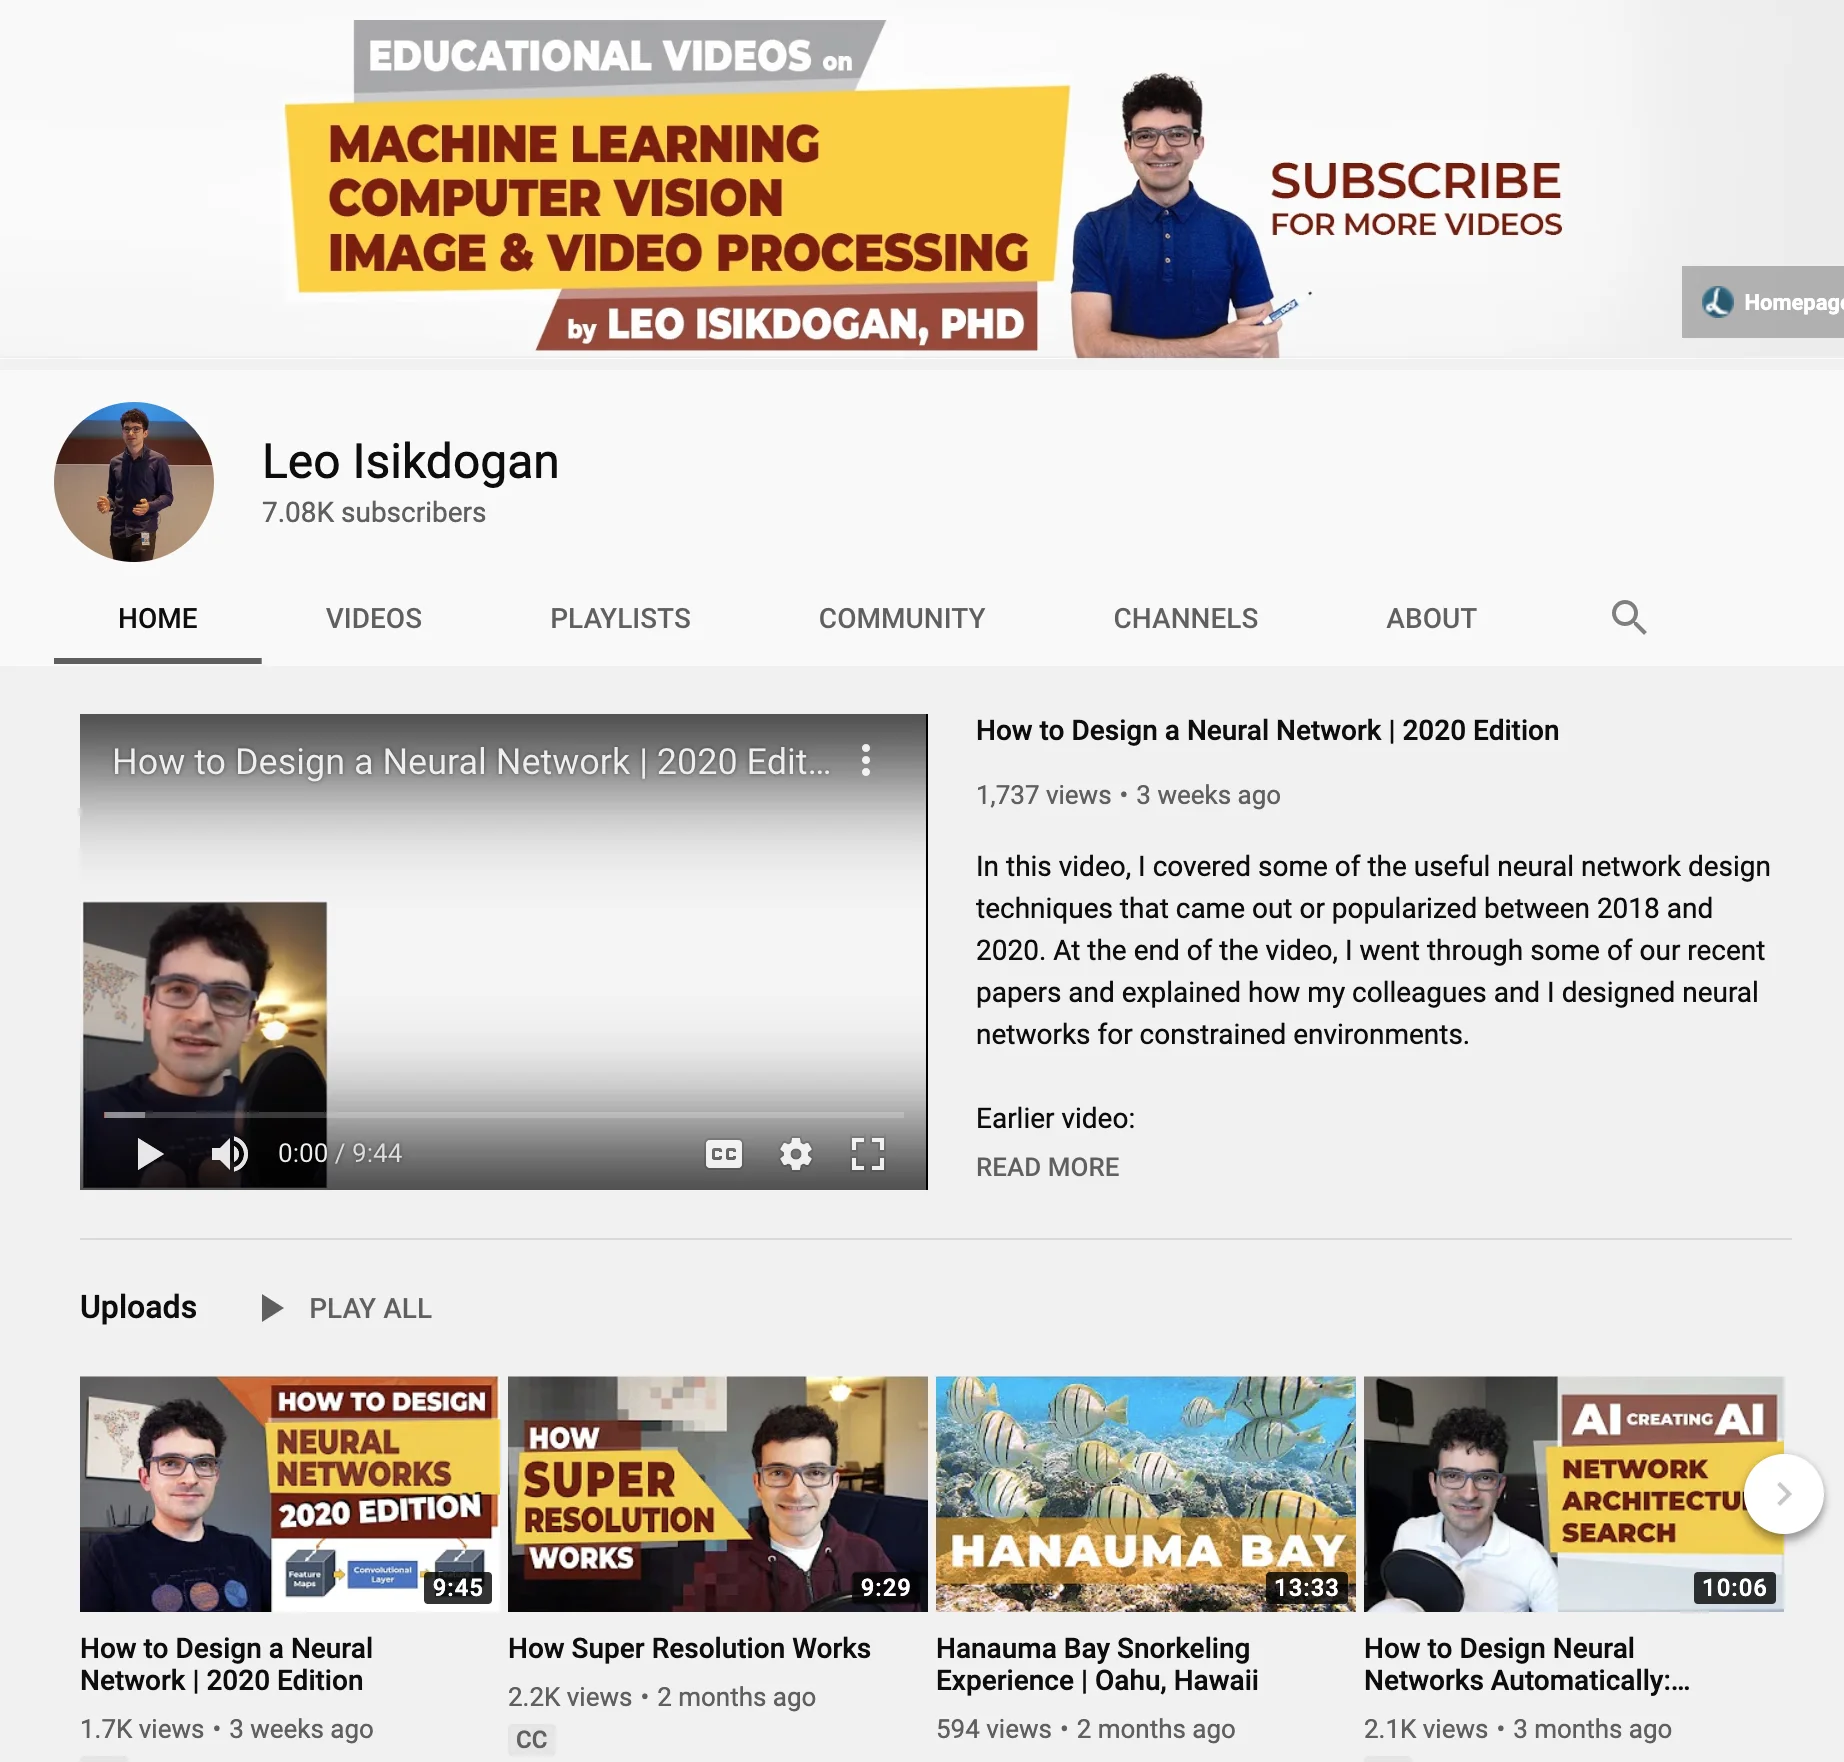 EDUCATIONAL VIDEOS on
MACHINE LEARNING
COMPUTER VISION
IMAGE & VIDEO PROCESSING
by LEO ISIKDOGAN, PHD
SUBSCRIBE
FOR MORE VIDEOS
Homepage
Leo Isikdogan
7.08K subscribers
HOME VIDEOS PLAYLISTS COMMUNITY CHANNELS ABOUT
How to Design a Neural Network | 2020 Edit...
0:00 / 9:44
CC
How to Design a Neural Network | 2020 Edition
1,737 views • 3 weeks ago
In this video, I covered some of the useful neural network design
techniques that came out or popularized between 2018 and
2020. At the end of the video, I went through some of our recent
papers and explained how my colleagues and I designed neural
networks for constrained environments.
Earlier video:
READ MORE
Uploads PLAY ALL
HOW TO DESIGN
NEURAL
NETWORKS
2020 EDITION
Feature
Maps
Convolutional
Layer
9:45
How to Design a Neural
Network | 2020 Edition
1.7K views • 3 weeks ago
HOW
SUPER
RESOLUTION
WORKS
9:29
How Super Resolution Works
2.2K views • 2 months ago
CC
HANAUMA BAY
13:33
Hanauma Bay Snorkeling
Experience | Oahu, Hawaii
594 views • 2 months ago
AI CREATING AI
NETWORK
ARCHITECTU
SEARCH
10:06
How to Design Neural
Networks Automatically:...
2.1K views • 3 months ago